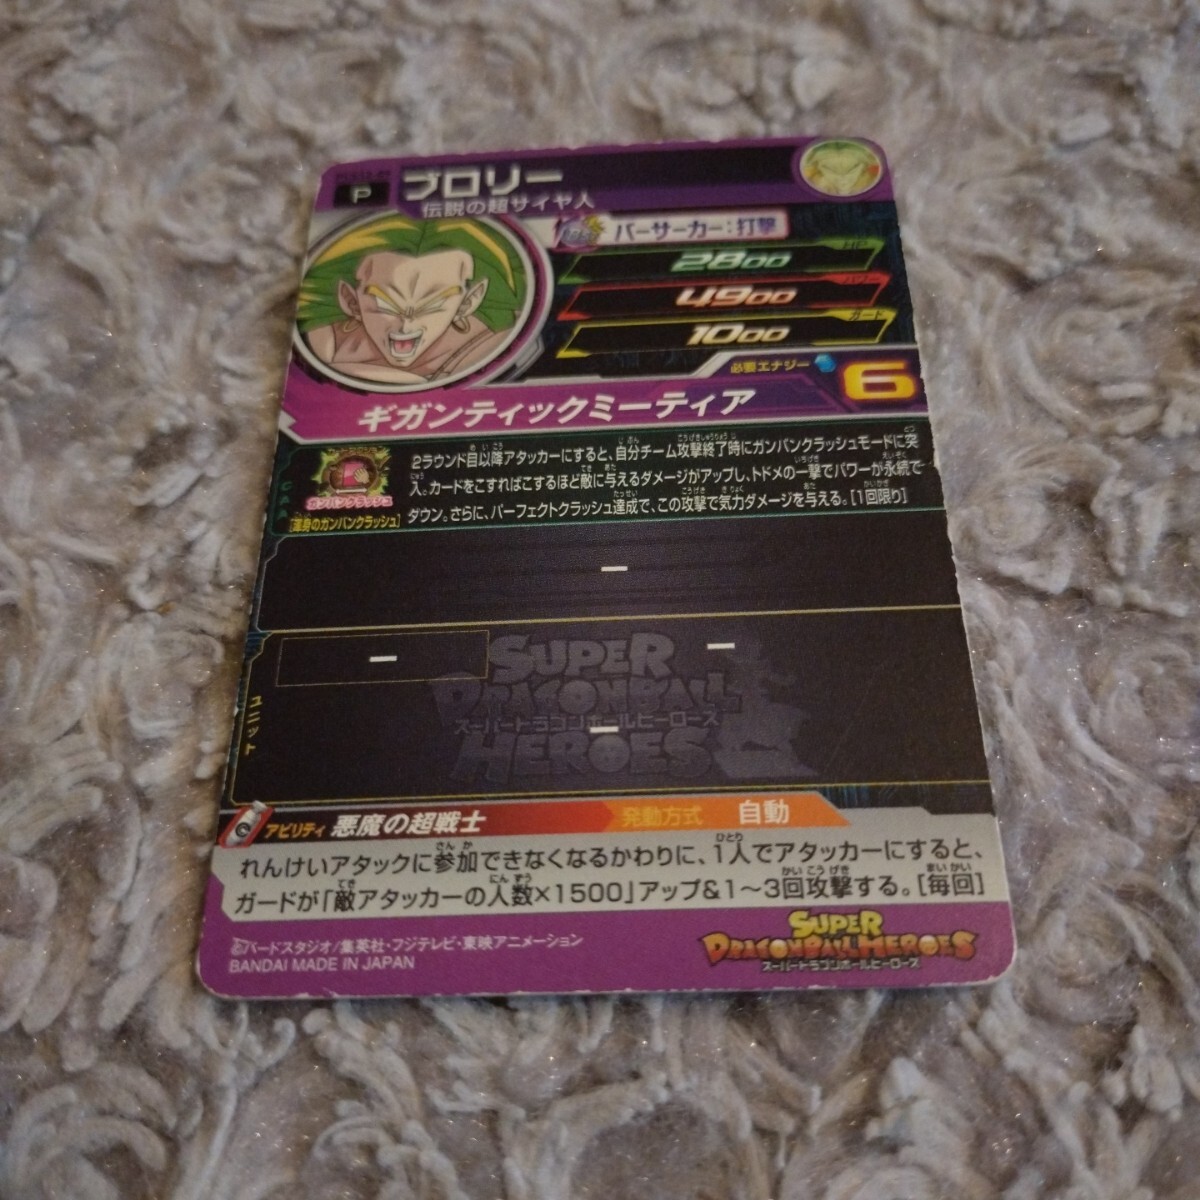 P
ブロリー
伝説の超サイヤ人
バーサーカー:打撃
HP
2800
パワー
4900
ガード
1000
必要エナジー
6
ギガンティックミーティア
CAA
ガンバンクラッシュ
[渾身のガンバンクラッシュ]
2ラウンド目以降アタッカーにすると、自分チーム攻撃終了時にガンバンクラッシュモードに突
入。カードをこすればこするほど敵に与えるダメージがアップし、トドメの一撃でパワーが永続で
ダウン。さらに、パーフェクトクラッシュ達成で、この攻撃で気力ダメージを与える。[1回限り]
ー
ー
ー
ー
ユニット
SUPER
DRAGONBALL
スーパードラゴンボールヒーローズ
HEROES
アビリティ 悪魔の超戦士 発動方式 自動
れんけいアタックに参加できなくなるかわりに、1人でアタッカーにすると、
ガードが「敵アタッカーの人数×1500」アップ&1〜3回攻撃する。[毎回]
バードスタジオ/集英社・フジテレビ・東映アニメーション
BANDAI MADE IN JAPAN
SUPER
DRAGONBALL HEROES
スーパードラゴンボールヒーローズ